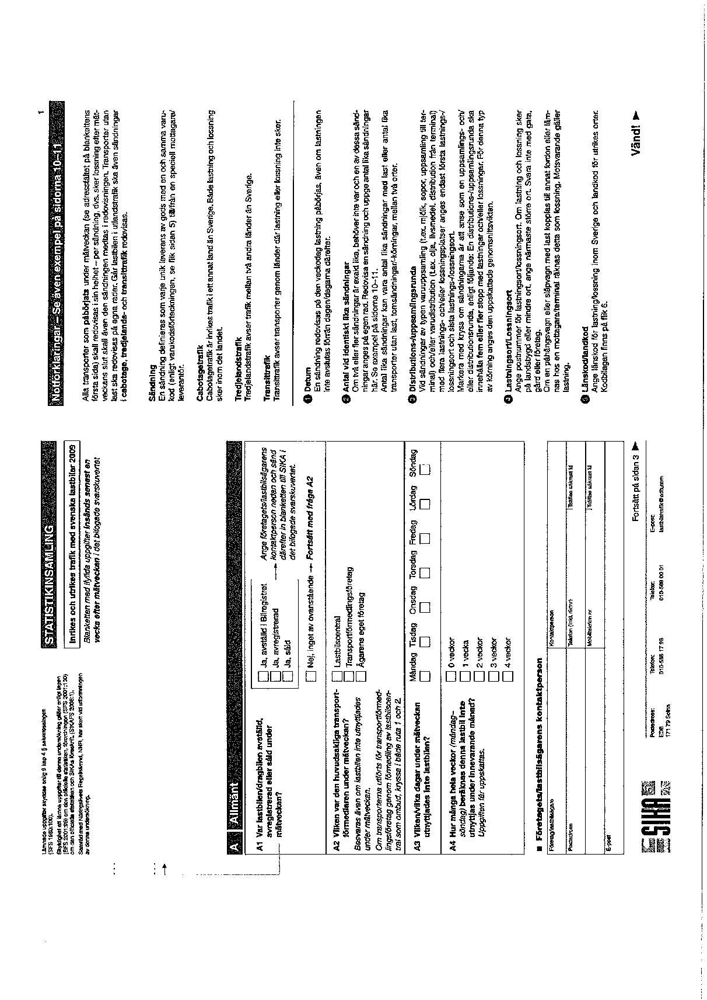 Lämnade uppgifter skyddas enlig 9 kap 4 § sekretesslagen
(SFS 1980:100).
Skyldighet att lämna uppgifter till denna undersökning gäller enligt lagen
(SFS 2001:99) om den officiella statistiken, förordningen (SFS 2001:100)
om den officiella statistiken och SIKAs föreskrift, (SIKAFS 2008:1).
Samråd med Näringslivets Regelnämnd, NNR, har skett vid utformningen
av denna undersökning.
STATISTIKINSAMLING
Inrikes och utrikes trafik med svenska lastbilar 2009
Blanketten med ifyllda uppgifter insänds senast en
vecka efter mätveckan i det bifogade svarskuvertet
A Allmänt
A1 Var lastbilen/dragbilen avställd,
avregistrerad eller såld under
mätveckan?
Ja, avställd i Bilregistret
Ja, avregistrerad
Ja, såld
Ange företagets/lastbilsägarens
kontaktperson nedan och sänd
därefter in blanketten till SIKA i
det bifogade svarskuvertet.
Nej, inget av ovanstående → Fortsätt med fråga A2
A2 Vilken var den huvudsakliga transport-
förmedlaren under mätveckan?
Besvaras även om lastbilen inte utnyttjades
under mätveckan.
Om transporterna utförts för transportförmed-
lingsföretag genom förmedling av lastbilscen-
tral som ombud, kryssa i både ruta 1 och 2.
Lastbilscentral
Transportförmedlingsföretag
Ägarens eget företag
A3 Vilken/vilka dagar under mätveckan
utnyttjades inte lastbilen?
Måndag Tisdag Onsdag Torsdag Fredag Lördag Söndag
A4 Hur många hela veckor (måndag–
söndag) beräknas denna lastbil inte
utnyttjas under innevarande månad?
Uppgiften får uppskattas.
0 veckor
1 vecka
2 veckor
3 veckor
4 veckor
■ Företagets/lastbilsägarens kontaktperson
Företag/lastbilsägare
Kontaktperson
Postadress
Telefon (inkl. riktnr)
Träffas säkrast kl
Mobiltelefon nr
Träffas säkrast kl
E-post
Fortsätt på sidan 3 ►
SIKA
Postadress:
EDB
171 79 Solna
Telefon:
010-588 17 98
Telefax:
010-588 00 01
E-post:
lastbilstrafik@edb.com
1
Notförklaringar – Se även exempel på sidorna 10–11
Alla transporter som påbörjats under mätveckan (se adressfältet på blankettens
första sida) skall redovisas i sin helhet – per sändning, dvs. sker lossning efter mät-
veckans slut skall även den sändningen medtas i redovisningen. Transporter utan
last ska redovisas på egna rader. Går lastbilen i utlandstrafik ska även sändningar
i cabotage, tredjelands- och transittrafik redovisas.
Sändning
En sändning definieras som varje unik leverans av gods med en och samma varu-
kod (enligt varukodsförteckningen, se flik sidan 5) till/från en speciell mottagare/
leverantör.
Cabotagetrafik
Cabotagetrafik är inrikes trafik i ett annat land än Sverige. Både lastning och lossning
sker inom det landet.
Tredjelandstrafik
Tredjelandstrafik avser trafik mellan två andra länder än Sverige.
Transittrafik
Transittrafik avser transporter genom länder där lastning eller lossning inte sker.
❶ Datum
En sändning redovisas på den veckodag lastning påbörjas, även om lastningen
inte avslutas förrän dagen/dagarna därefter.
❷ Antal vid identiskt lika sändningar
Om två eller fler sändningar är exakt lika, behöver inte var och en av dessa sänd-
ningar anges på egen rad. Redovisa en sändning och uppge antal lika sändningar
här. Se exempel på sidorna 10–11.
Antal lika sändningar kan vara antal lika sändningar med last eller antal lika
transporter utan last, tomsändningar/-körningar, mellan två orter.
❸ Distributions-/uppsamlingsrunda
Vid sändningar av typen varuuppsamling (t.ex. mjölk, sopor, uppsamling till ter-
minal) och/eller varudistribution (t.ex. olja, livsmedel, distribution från terminal)
med flera lastnings- och/eller lossningsplatser anges endast första lastnings-/
lossningsort och sista lastnings-/lossningsort.
Markera med kryss om sändningarna är att anse som en uppsamlings- och/
eller distributionsrunda, enligt följande: En distributions-/uppsamlingsrunda ska
innehålla fem eller fler stopp med lastningar och/eller lossningar. För denna typ
av körning anges den uppskattade genomsnittsvikten.
❹ Lastningsort/Lossningsort
Ange postnummer för lastningsort/lossningsort. Om lastning och lossning sker
på landsbygd eller mindre ort, ange närmaste större ort. Svara inte med gata,
gård eller företag.
Om en påhängsvagn eller släpvagn med last kopplas till annat fordon eller läm-
nas hos en mottagare/terminal räknas detta som lossning. Motsvarande gäller
lastning.
❺ Länskod/landkod
Ange länskod för lastning/lossning inom Sverige och landkod för utrikes orter.
Kodbilagan finns på flik 6.
Vänd! ►